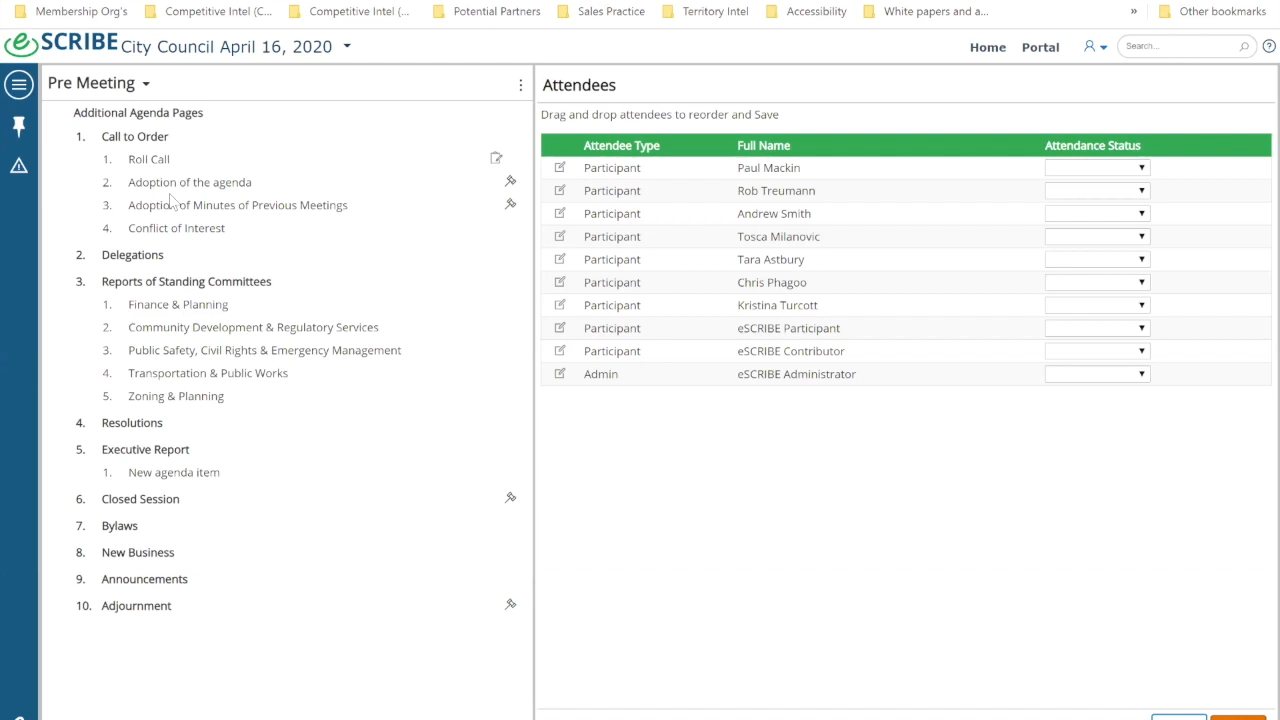 Membership Org's Competitive Intel (C... Competitive Intel (... Potential Partners Sales Practice Territory Intel Accessibility White papers and a... » Other bookmarks
eSCRIBE City Council April 16, 2020 Home Portal Search... ?
Pre Meeting
Additional Agenda Pages
1. Call to Order
1. Roll Call
2. Adoption of the agenda
3. Adoption of Minutes of Previous Meetings
4. Conflict of Interest
2. Delegations
3. Reports of Standing Committees
1. Finance & Planning
2. Community Development & Regulatory Services
3. Public Safety, Civil Rights & Emergency Management
4. Transportation & Public Works
5. Zoning & Planning
4. Resolutions
5. Executive Report
1. New agenda item
6. Closed Session
7. Bylaws
8. New Business
9. Announcements
10. Adjournment
Attendees
Drag and drop attendees to reorder and Save
Attendee Type Full Name Attendance Status
Participant Paul Mackin
Participant Rob Treumann
Participant Andrew Smith
Participant Tosca Milanovic
Participant Tara Astbury
Participant Chris Phagoo
Participant Kristina Turcott
Participant eSCRIBE Participant
Participant eSCRIBE Contributor
Admin eSCRIBE Administrator